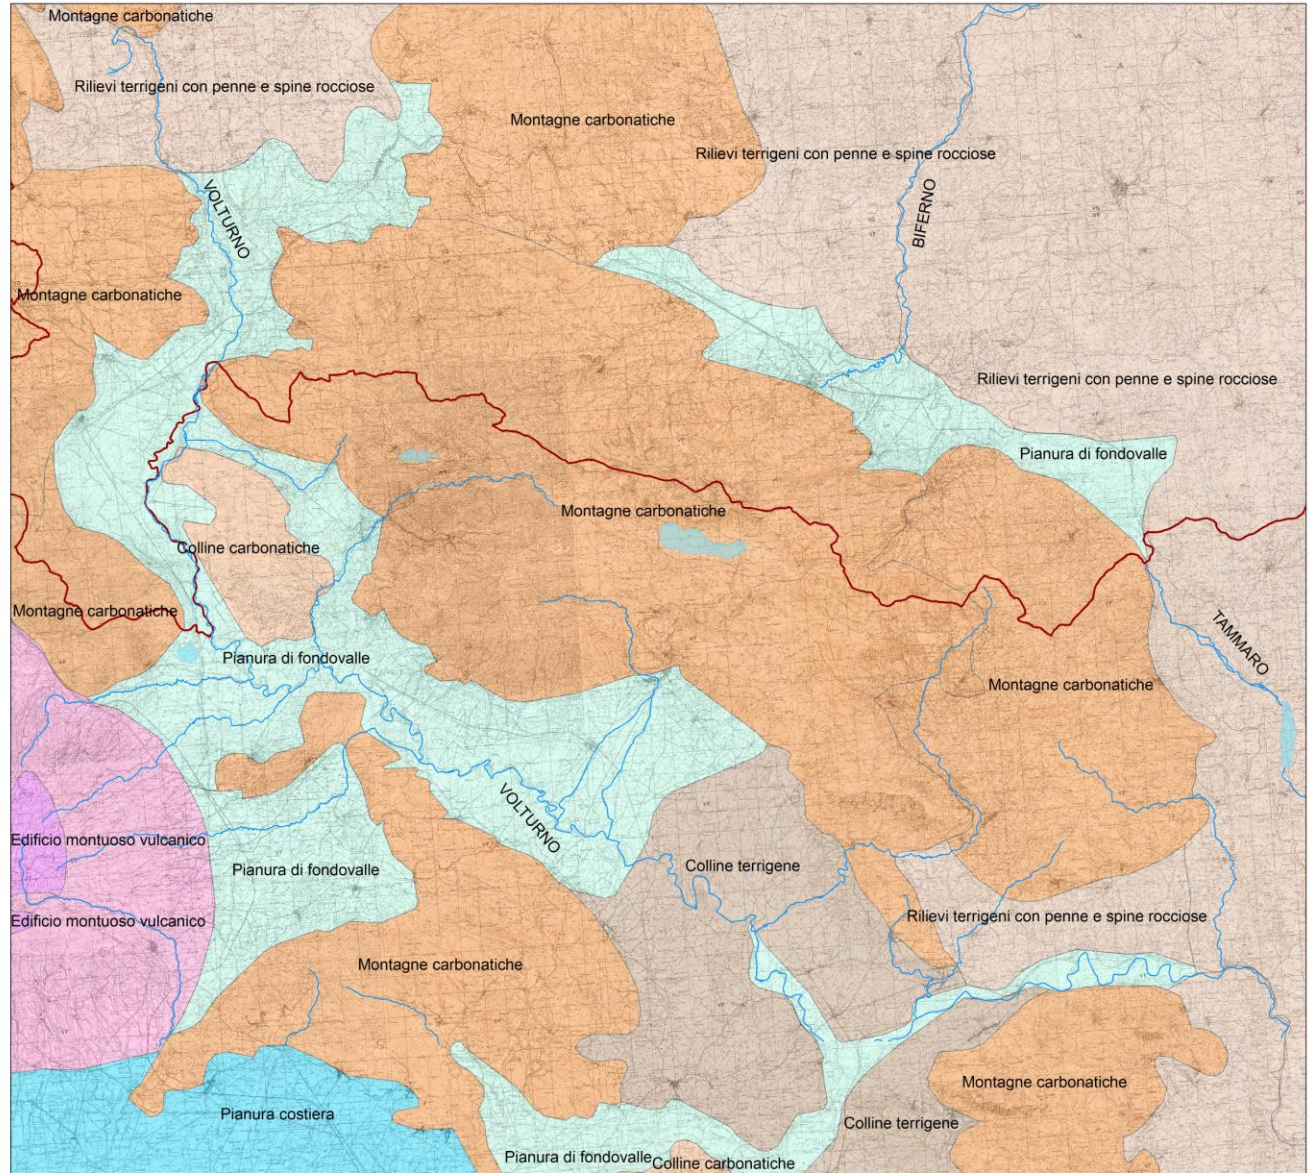 Montagne carbonatiche
Rilievi terrigeni con penne e spine rocciose
Montagne carbonatiche
Rilievi terrigeni con penne e spine rocciose
VOLTURNO
BIFERNO
Montagne carbonatiche
Rilievi terrigeni con penne e spine rocciose
Pianura di fondovalle
Montagne carbonatiche
Colline carbonatiche
Montagne carbonatiche
TAMMARO
Pianura di fondovalle
Montagne carbonatiche
VOLTURNO
Edificio montuoso vulcanico
Pianura di fondovalle
Colline terrigene
Edificio montuoso vulcanico
Rilievi terrigeni con penne e spine rocciose
Montagne carbonatiche
Montagne carbonatiche
Pianura costiera
Colline terrigene
Pianura di fondovalle
Colline carbonatiche